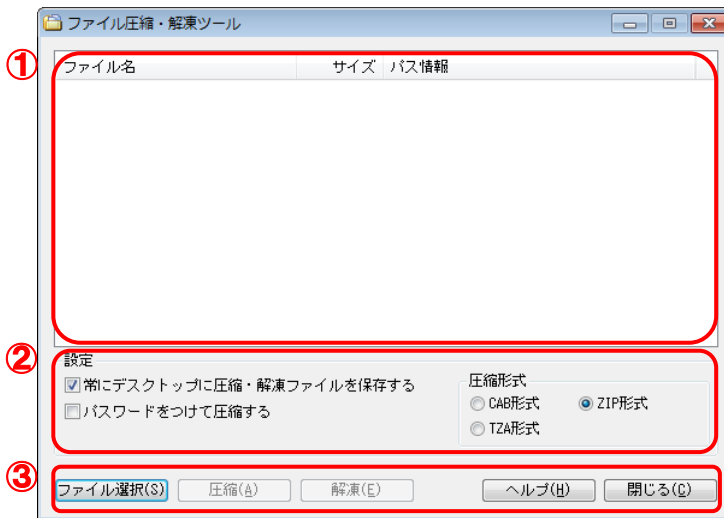 ファイル圧縮・解凍ツール
①
ファイル名 サイズ パス情報
②
設定
常にデスクトップに圧縮・解凍ファイルを保存する
パスワードをつけて圧縮する
圧縮形式
CAB形式 ZIP形式
TZA形式
③
ファイル選択(S) 圧縮(A) 解凍(E) ヘルプ(H) 閉じる(C)